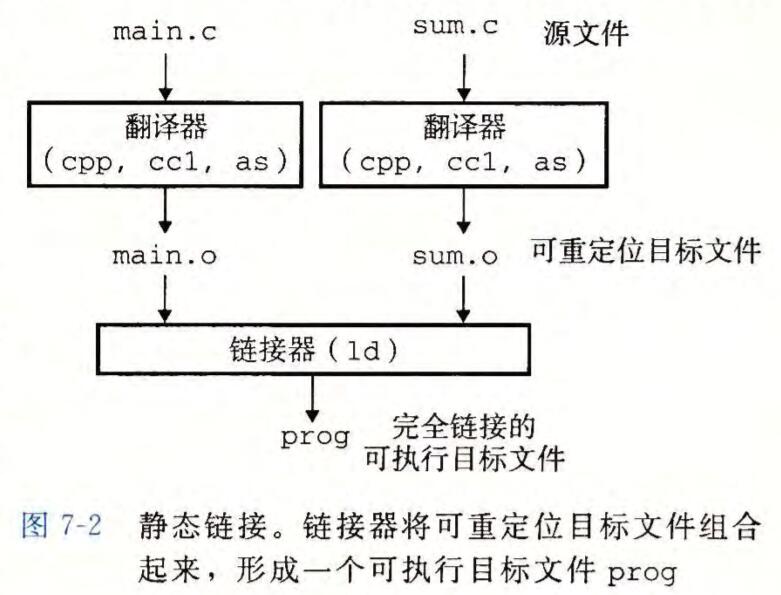 main.c sum.c 源文件
翻译器 翻译器
(cpp, cc1, as) (cpp, cc1, as)
main.o sum.o 可重定位目标文件
链接器(ld)
prog 完全链接的
可执行目标文件
图 7-2 静态链接。链接器将可重定位目标文件组合
起来，形成一个可执行目标文件 prog